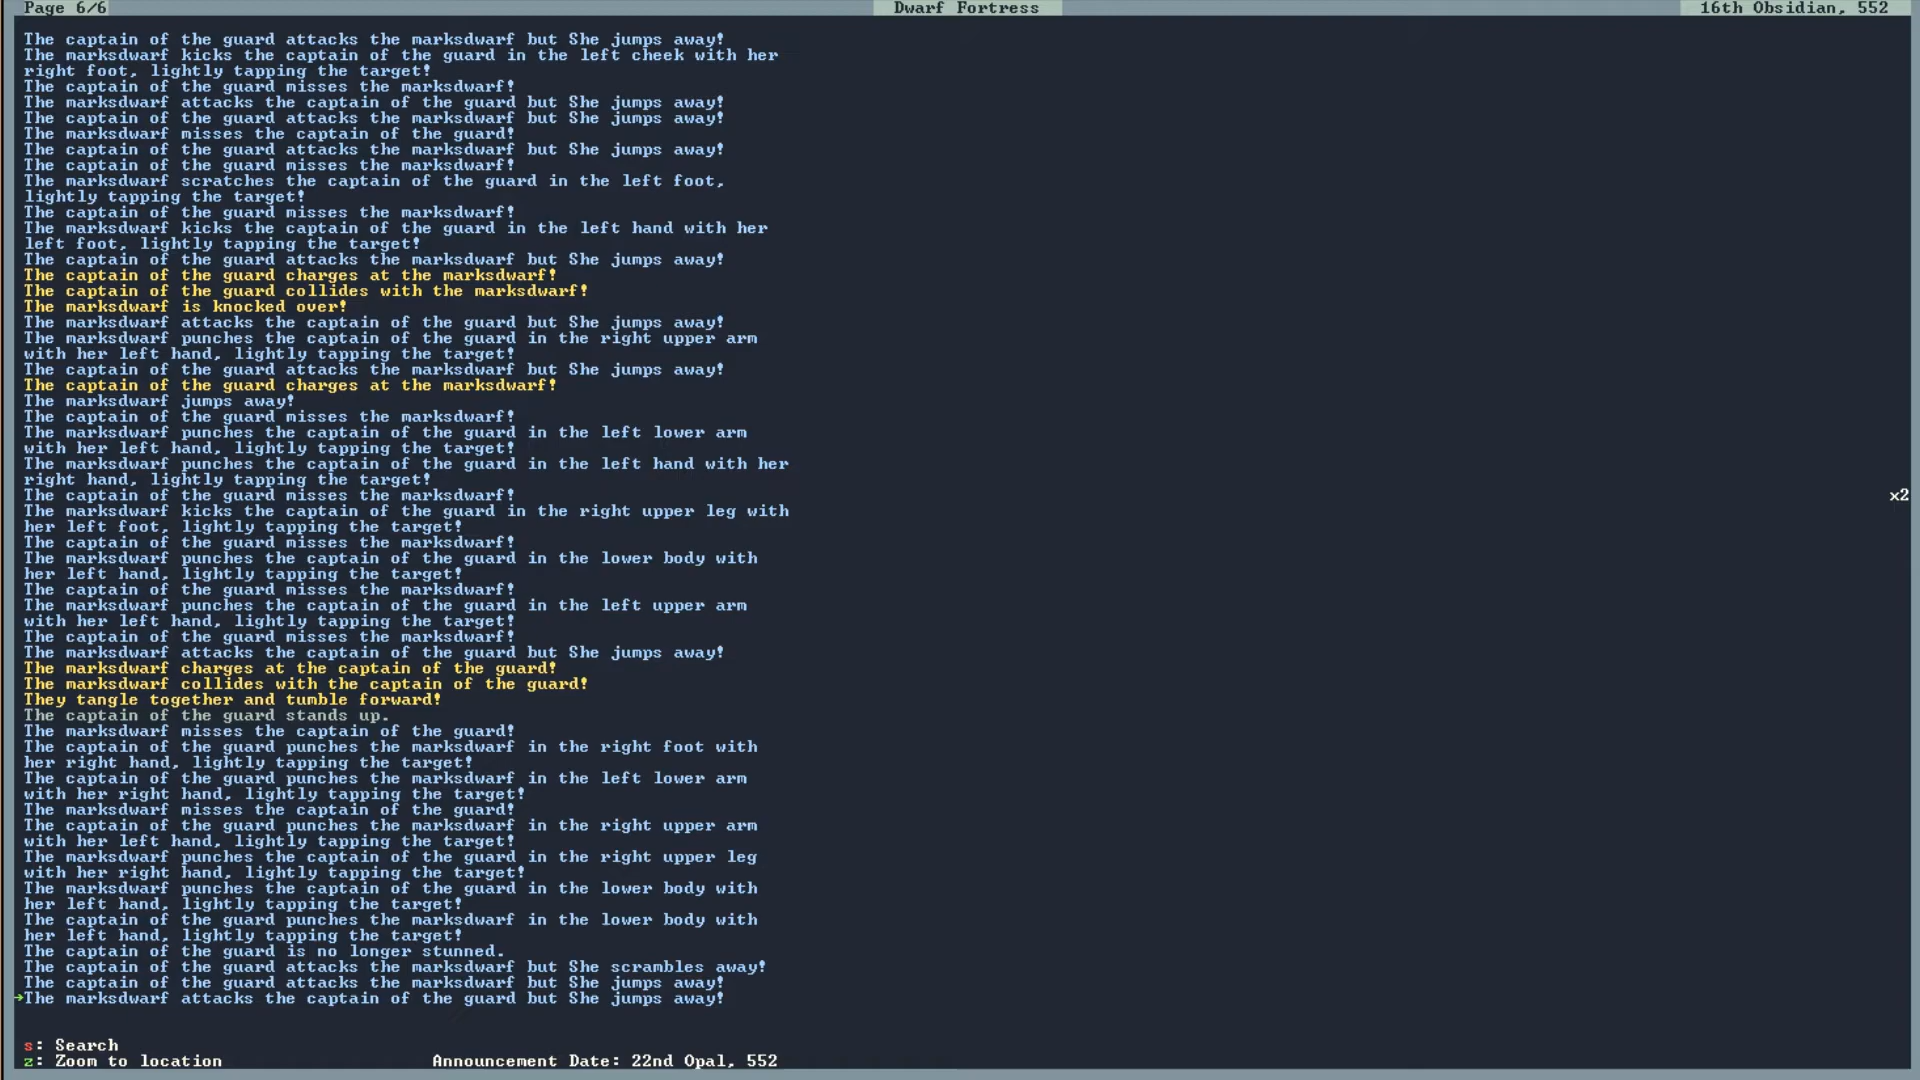 Page 6/6 Dwarf Fortress 16th Obsidian, 552
The captain of the guard attacks the marksdwarf but She jumps away!
The marksdwarf kicks the captain of the guard in the left cheek with her
right foot, lightly tapping the target!
The captain of the guard misses the marksdwarf!
The marksdwarf attacks the captain of the guard but She jumps away!
The captain of the guard attacks the marksdwarf but She jumps away!
The marksdwarf misses the captain of the guard!
The captain of the guard attacks the marksdwarf but She jumps away!
The captain of the guard misses the marksdwarf!
The marksdwarf scratches the captain of the guard in the left foot,
lightly tapping the target!
The captain of the guard misses the marksdwarf!
The marksdwarf kicks the captain of the guard in the left hand with her
left foot, lightly tapping the target!
The captain of the guard attacks the marksdwarf but She jumps away!
The captain of the guard charges at the marksdwarf!
The captain of the guard collides with the marksdwarf!
The marksdwarf is knocked over!
The marksdwarf attacks the captain of the guard but She jumps away!
The marksdwarf punches the captain of the guard in the right upper arm
with her left hand, lightly tapping the target!
The captain of the guard attacks the marksdwarf but She jumps away!
The captain of the guard charges at the marksdwarf!
The marksdwarf jumps away!
The captain of the guard misses the marksdwarf!
The marksdwarf punches the captain of the guard in the left lower arm
with her left hand, lightly tapping the target!
The marksdwarf punches the captain of the guard in the left hand with her
right hand, lightly tapping the target!
The captain of the guard misses the marksdwarf! x2
The marksdwarf kicks the captain of the guard in the right upper leg with
her left foot, lightly tapping the target!
The captain of the guard misses the marksdwarf!
The marksdwarf punches the captain of the guard in the lower body with
her left hand, lightly tapping the target!
The captain of the guard misses the marksdwarf!
The marksdwarf punches the captain of the guard in the left upper arm
with her left hand, lightly tapping the target!
The captain of the guard misses the marksdwarf!
The marksdwarf attacks the captain of the guard but She jumps away!
The marksdwarf charges at the captain of the guard!
The marksdwarf collides with the captain of the guard!
They tangle together and tumble forward!
The captain of the guard stands up.
The marksdwarf misses the captain of the guard!
The captain of the guard punches the marksdwarf in the right foot with
her right hand, lightly tapping the target!
The captain of the guard punches the marksdwarf in the left lower arm
with her right hand, lightly tapping the target!
The marksdwarf misses the captain of the guard!
The captain of the guard punches the marksdwarf in the right upper arm
with her left hand, lightly tapping the target!
The marksdwarf punches the captain of the guard in the right upper leg
with her right hand, lightly tapping the target!
The marksdwarf punches the captain of the guard in the lower body with
her left hand, lightly tapping the target!
The captain of the guard punches the marksdwarf in the lower body with
her left hand, lightly tapping the target!
The captain of the guard is no longer stunned.
The captain of the guard attacks the marksdwarf but She scrambles away!
The captain of the guard attacks the marksdwarf but She jumps away!
→The marksdwarf attacks the captain of the guard but She jumps away!
s: Search
z: Zoom to location Announcement Date: 22nd Opal, 552